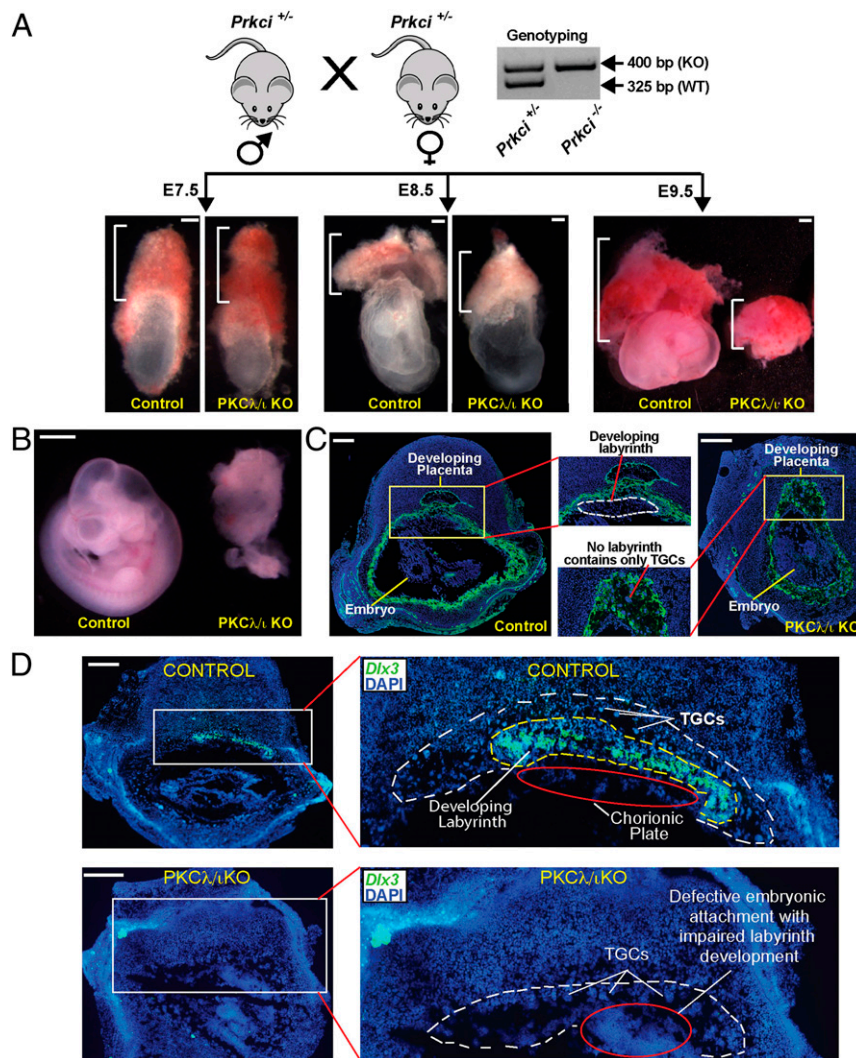 A
Prkci +/-
Prkci +/-
X
Genotyping
400 bp (KO)
325 bp (WT)
Prkci +/-
Prkci -/-
E7.5
E8.5
E9.5
Control
PKCλ/ι KO
Control
PKCλ/ι KO
Control
PKCλ/ι KO
B
Control
PKCλ/ι KO
C
Developing
Placenta
Embryo
Control
Developing
labyrinth
No labyrinth
contains only TGCs
Developing
Placenta
Embryo
PKCλ/ι KO
D
CONTROL
Dlx3
DAPI
CONTROL
TGCs
Developing
Labyrinth
Chorionic
Plate
PKCλ/ιKO
Dlx3
DAPI
PKCλ/ιKO
Defective embryonic
attachment with
impaired labyrinth
development
TGCs